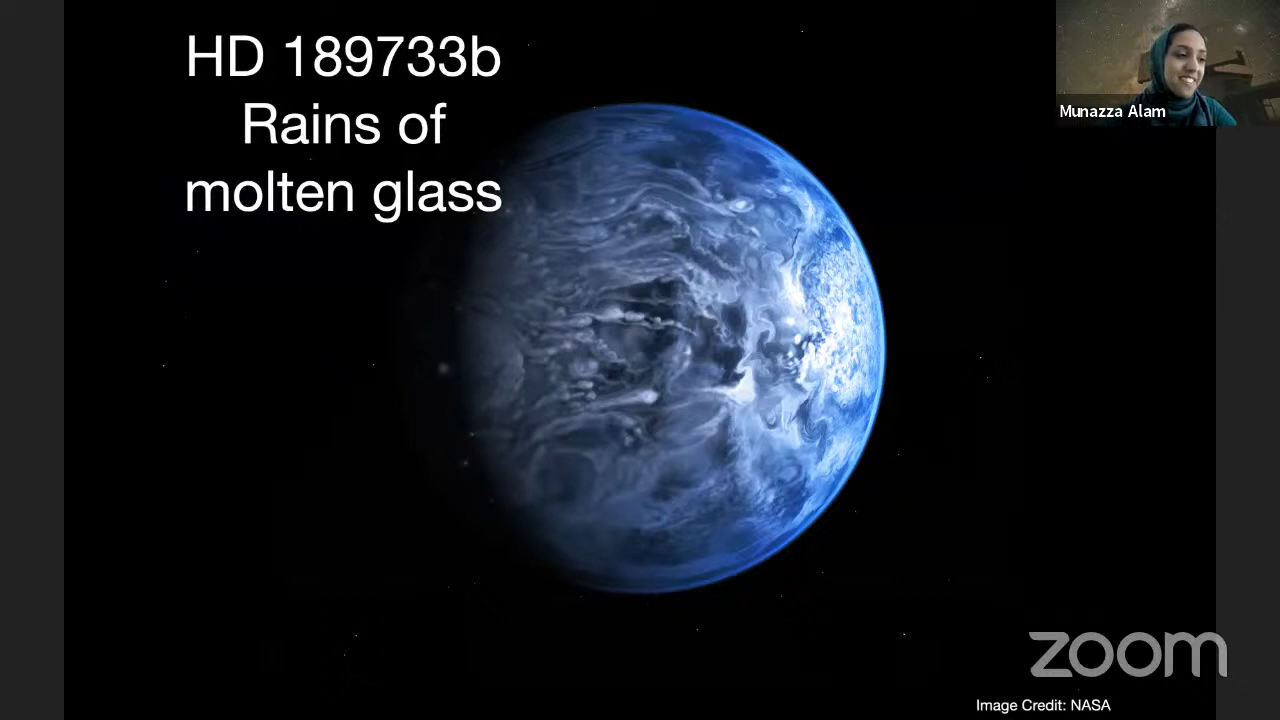 HD 189733b
Rains of
molten glass
Munazza Alam
zoom
Image Credit: NASA